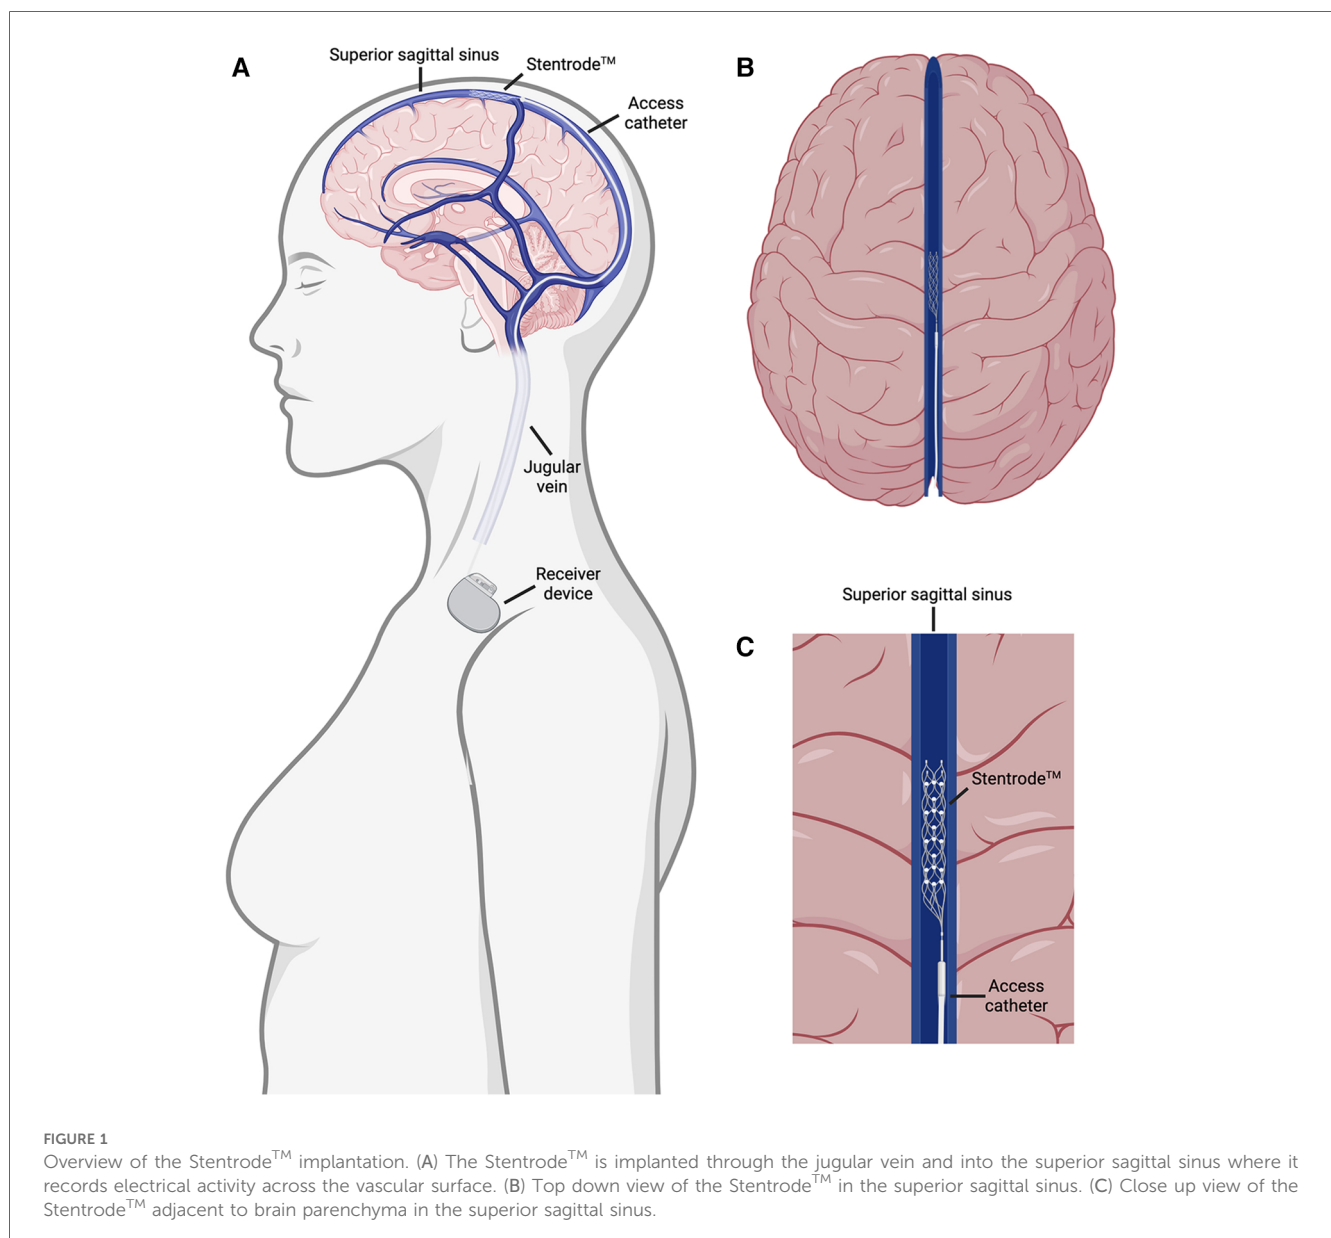 A
Superior sagittal sinus
Stentrode™
Access
catheter
Jugular
vein
Receiver
device
B
C
Superior sagittal sinus
Stentrode™
Access
catheter
FIGURE 1
Overview of the Stentrode™ implantation. (A) The Stentrode™ is implanted through the jugular vein and into the superior sagittal sinus where it
records electrical activity across the vascular surface. (B) Top down view of the Stentrode™ in the superior sagittal sinus. (C) Close up view of the
Stentrode™ adjacent to brain parenchyma in the superior sagittal sinus.